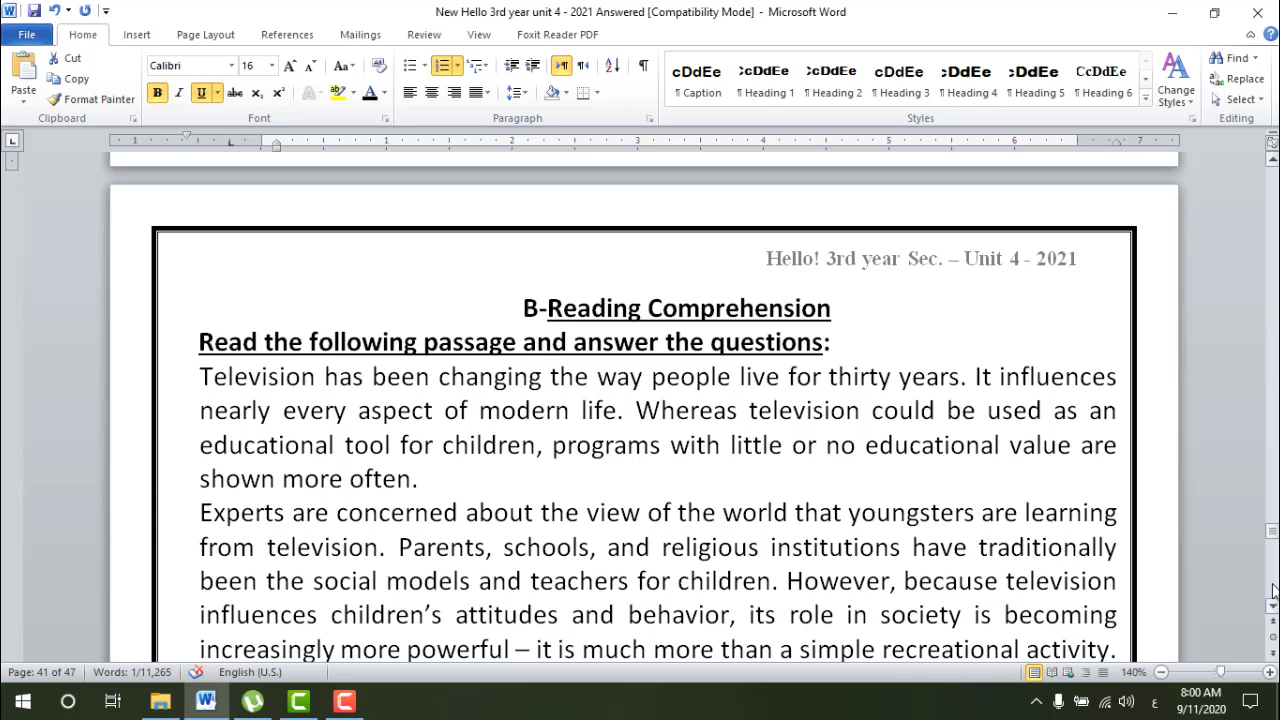 New Hello 3rd year unit 4 - 2021 Answered [Compatibility Mode] - Microsoft Word
File Home Insert Page Layout References Mailings Review View Foxit Reader PDF
Paste
Cut
Copy
Format Painter
Clipboard
Calibri 16
Font
Paragraph
cDdEe ›cDdEe ›cDdEe cDdEe cDdEe cDdEe CcDdEe
¶ Caption ¶ Heading 1 ¶ Heading 2 ¶ Heading 3 ¶ Heading 4 ¶ Heading 5 ¶ Heading 6
Change
Styles
Styles
Find
Replace
Select
Editing
1 1 2 3 4 5 6 7
Hello! 3rd year Sec. – Unit 4 - 2021
B-Reading Comprehension
Read the following passage and answer the questions:
Television has been changing the way people live for thirty years. It influences
nearly every aspect of modern life. Whereas television could be used as an
educational tool for children, programs with little or no educational value are
shown more often.
Experts are concerned about the view of the world that youngsters are learning
from television. Parents, schools, and religious institutions have traditionally
been the social models and teachers for children. However, because television
influences children's attitudes and behavior, its role in society is becoming
increasingly more powerful – it is much more than a simple recreational activity.
Page: 41 of 47 Words: 1/11,265 English (U.S.) 140%
ع 8:00 AM
9/11/2020